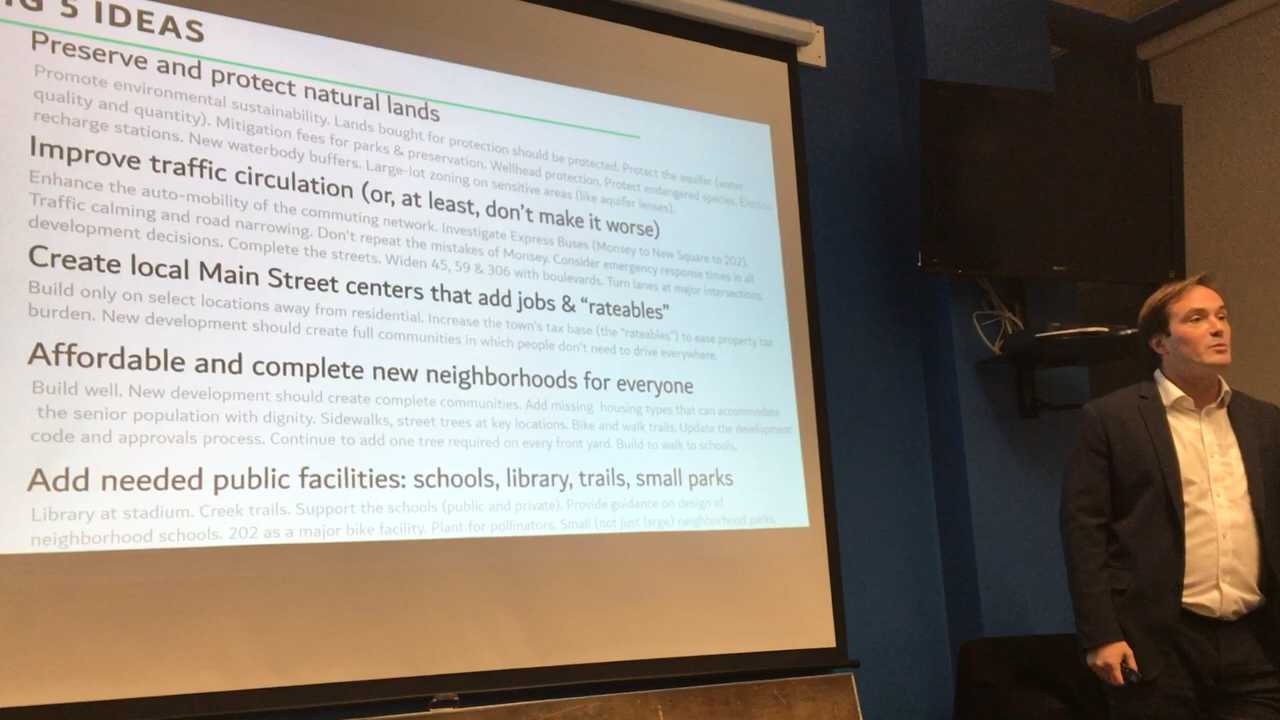 G 5 IDEAS
Preserve and protect natural lands
Promote environmental sustainability. Lands bought for protection should be protected. Protect the aquifer (water
quality and quantity). Mitigation fees for parks & preservation. Wellhead protection. Protect endangered species. Electric
recharge stations. New waterbody buffers. Large-lot zoning on sensitive areas (like aquifer lenses).
Improve traffic circulation (or, at least, don't make it worse)
Enhance the auto-mobility of the commuting network. Investigate Express Buses (Monsey to New Square to 202).
Traffic calming and road narrowing. Don't repeat the mistakes of Monsey. Consider emergency response times in all
development decisions. Complete the streets. Widen 45, 59 & 306 with boulevards. Turn lanes at major intersections.
Create local Main Street centers that add jobs & “rateables”
Build only on select locations away from residential. Increase the town's tax base (the “rateables”) to ease property tax
burden. New development should create full communities in which people don't need to drive everywhere.
Affordable and complete new neighborhoods for everyone
Build well. New development should create complete communities. Add missing housing types that can accommodate
the senior population with dignity. Sidewalks, street trees at key locations. Bike and walk trails. Update the development
code and approvals process. Continue to add one tree required on every front yard. Build to walk to schools.
Add needed public facilities: schools, library, trails, small parks
Library at stadium. Creek trails. Support the schools (public and private). Provide guidance on design of
neighborhood schools. 202 as a major bike facility. Plant for pollinators. Small (not just large) neighborhood parks.